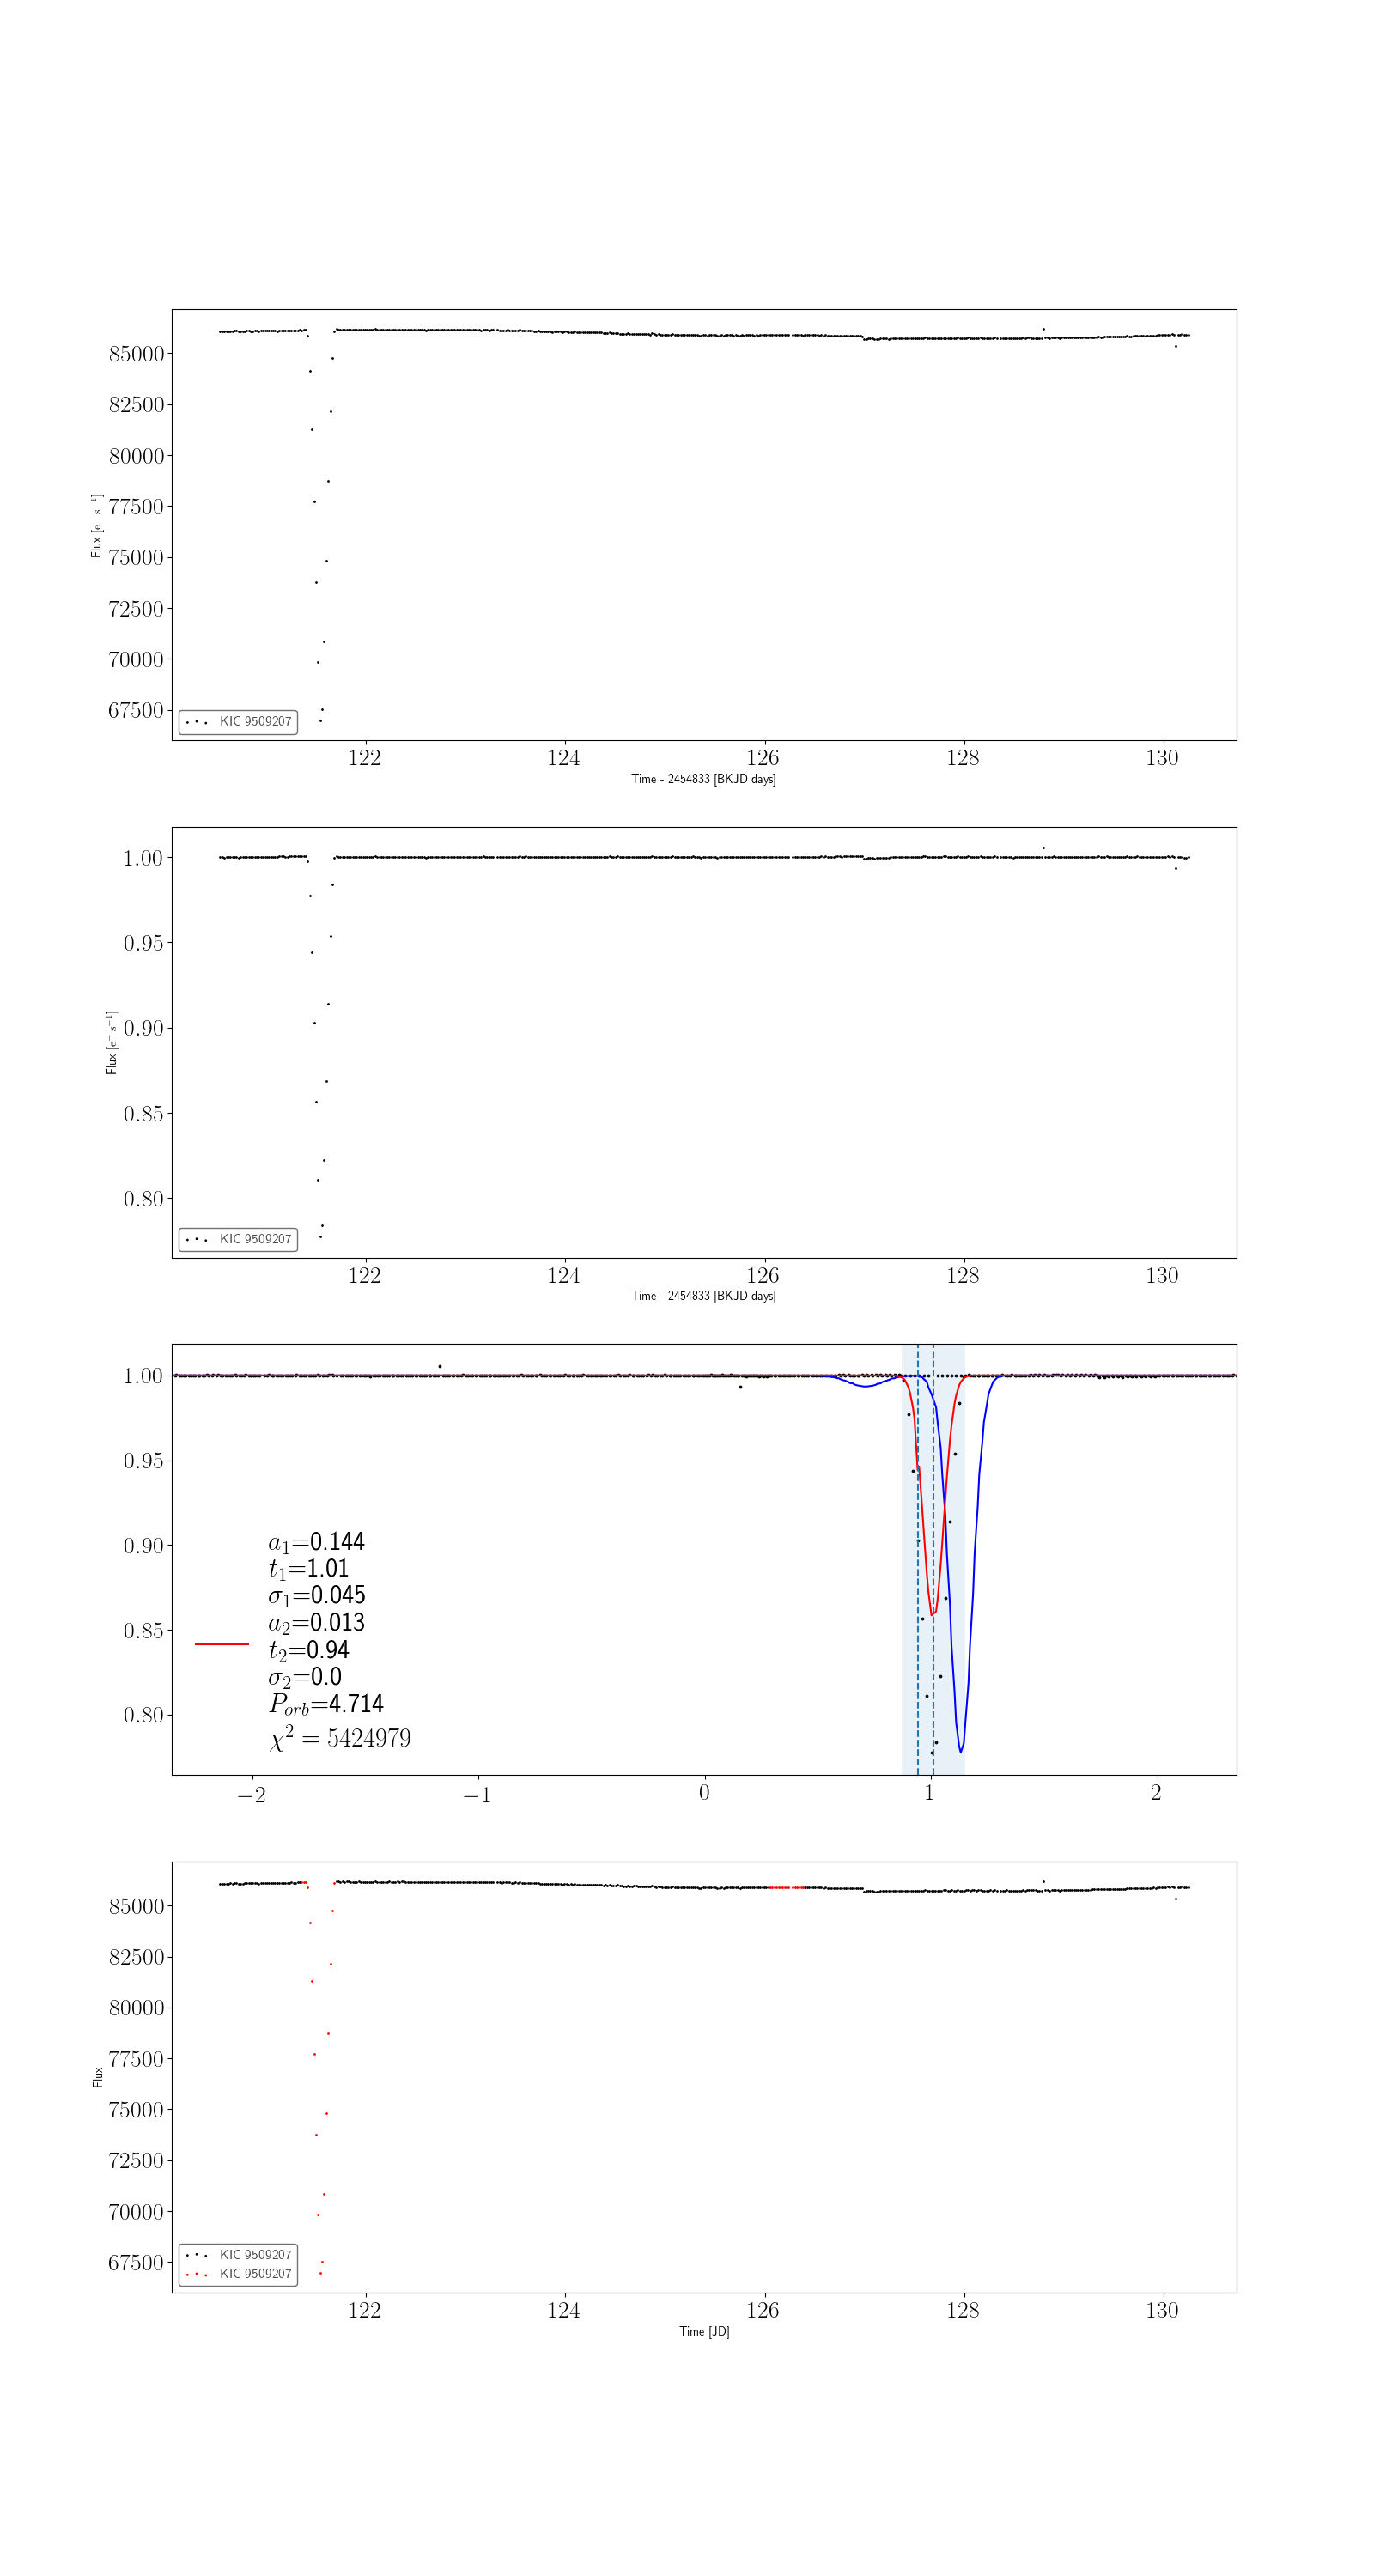 85000
82500
80000
77500
75000
72500
70000
67500
Flux [e⁻ s⁻¹]
KIC 9509207
122 124 126 128 130
Time - 2454833 [BKJD days]
1.00
0.95
0.90
0.85
0.80
Flux [e⁻ s⁻¹]
KIC 9509207
122 124 126 128 130
Time - 2454833 [BKJD days]
1.00
0.95
0.90
0.85
0.80
a₁=0.144
t₁=1.01
σ₁=0.045
a₂=0.013
t₂=0.94
σ₂=0.0
P_orb=4.714
χ² = 5424979
−2 −1 0 1 2
85000
82500
80000
77500
75000
72500
70000
67500
Flux
KIC 9509207
KIC 9509207
122 124 126 128 130
Time [JD]